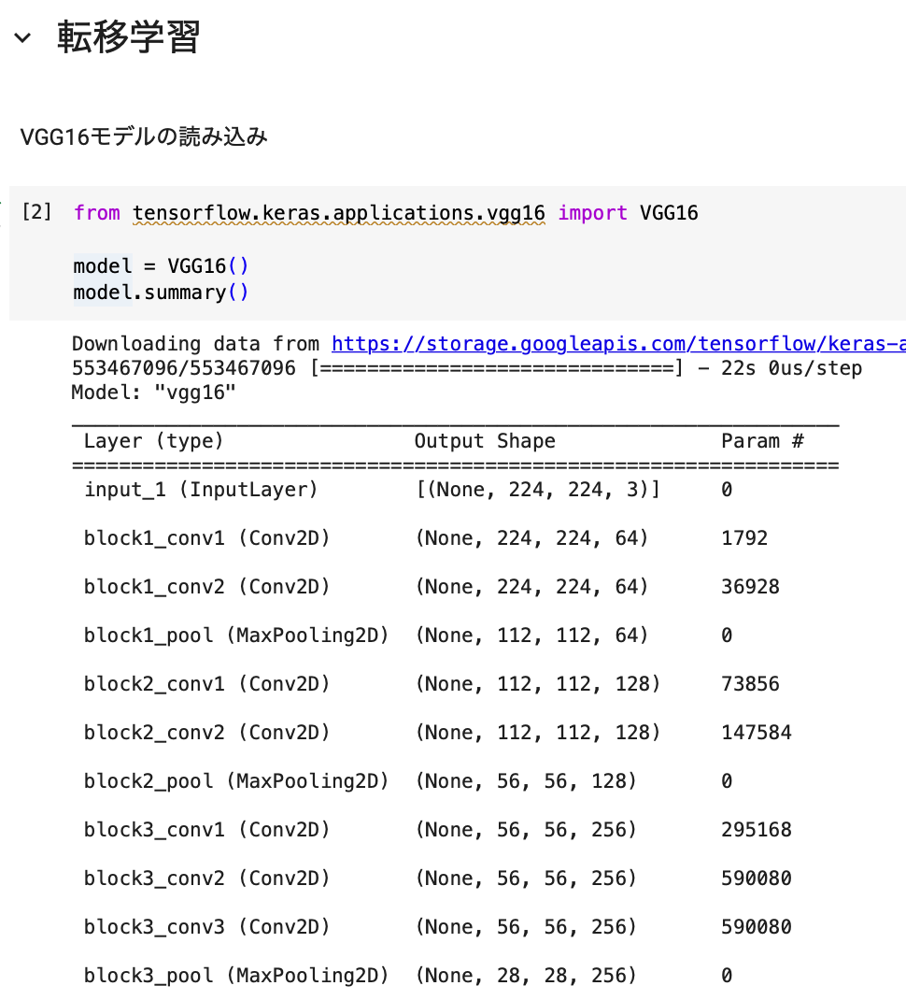 転移学習
VGG16モデルの読み込み
[2] from tensorflow.keras.applications.vgg16 import VGG16
model = VGG16()
model.summary()
Downloading data from https://storage.googleapis.com/tensorflow/keras-a
553467096/553467096 [==============================] - 22s 0us/step
Model: "vgg16"
_________________________________________________________________
Layer (type) Output Shape Param #
=================================================================
input_1 (InputLayer) [(None, 224, 224, 3)] 0
block1_conv1 (Conv2D) (None, 224, 224, 64) 1792
block1_conv2 (Conv2D) (None, 224, 224, 64) 36928
block1_pool (MaxPooling2D) (None, 112, 112, 64) 0
block2_conv1 (Conv2D) (None, 112, 112, 128) 73856
block2_conv2 (Conv2D) (None, 112, 112, 128) 147584
block2_pool (MaxPooling2D) (None, 56, 56, 128) 0
block3_conv1 (Conv2D) (None, 56, 56, 256) 295168
block3_conv2 (Conv2D) (None, 56, 56, 256) 590080
block3_conv3 (Conv2D) (None, 56, 56, 256) 590080
block3_pool (MaxPooling2D) (None, 28, 28, 256) 0